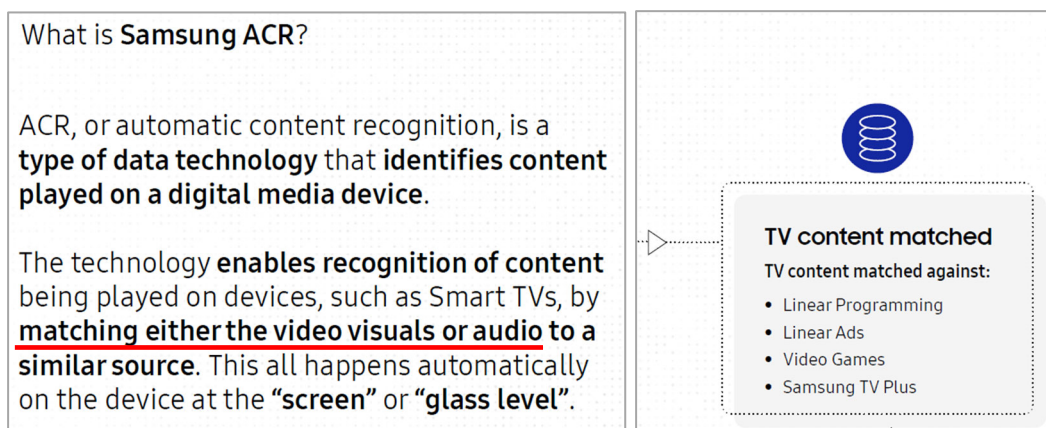 What is Samsung ACR?
ACR, or automatic content recognition, is a
type of data technology that identifies content
played on a digital media device.
The technology enables recognition of content
being played on devices, such as Smart TVs, by
matching either the video visuals or audio to a
similar source. This all happens automatically
on the device at the “screen” or “glass level”.
TV content matched
TV content matched against:
• Linear Programming
• Linear Ads
• Video Games
• Samsung TV Plus